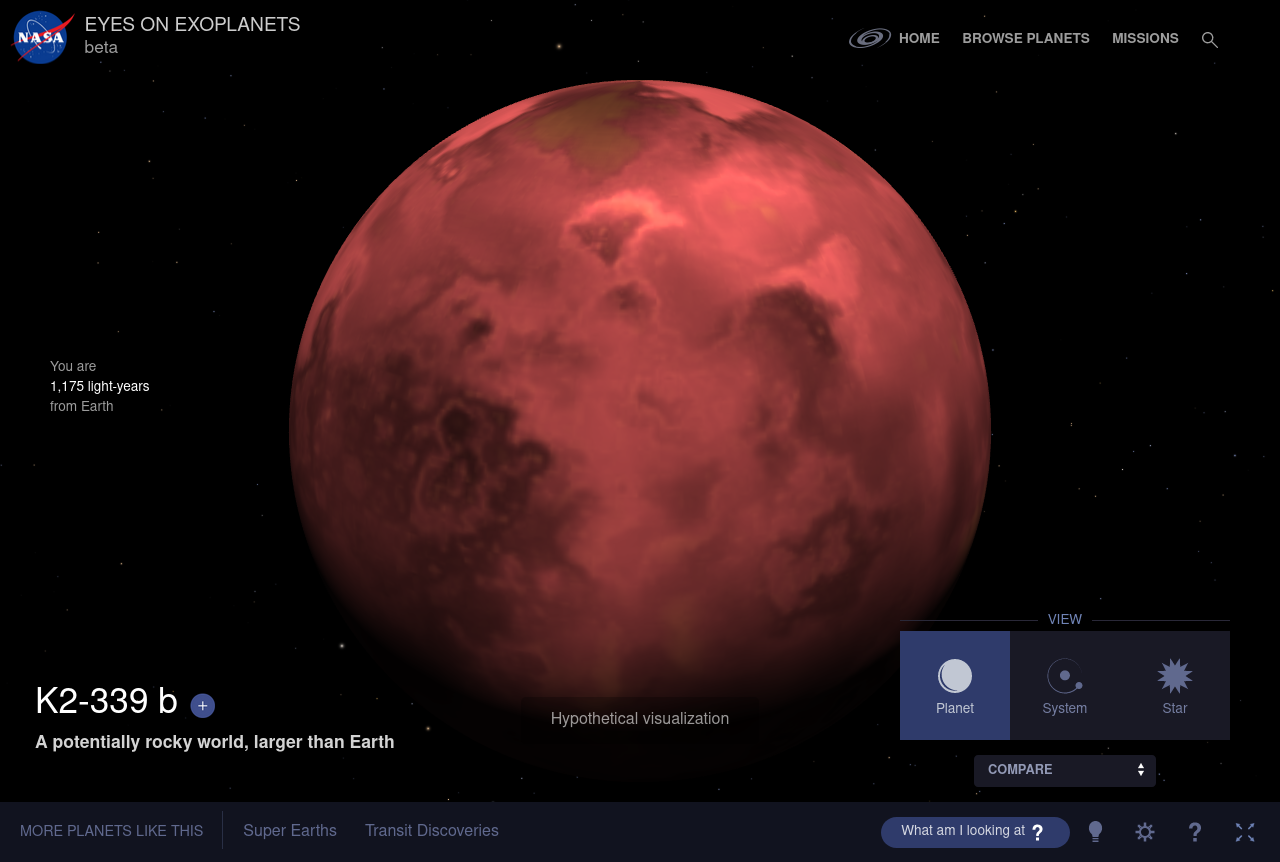 NASA
EYES ON EXOPLANETS
beta
HOME
BROWSE PLANETS
MISSIONS
You are
1,175 light-years
from Earth
VIEW
Planet
System
Star
K2-339 b +
A potentially rocky world, larger than Earth
Hypothetical visualization
COMPARE
MORE PLANETS LIKE THIS
Super Earths
Transit Discoveries
What am I looking at ?
?